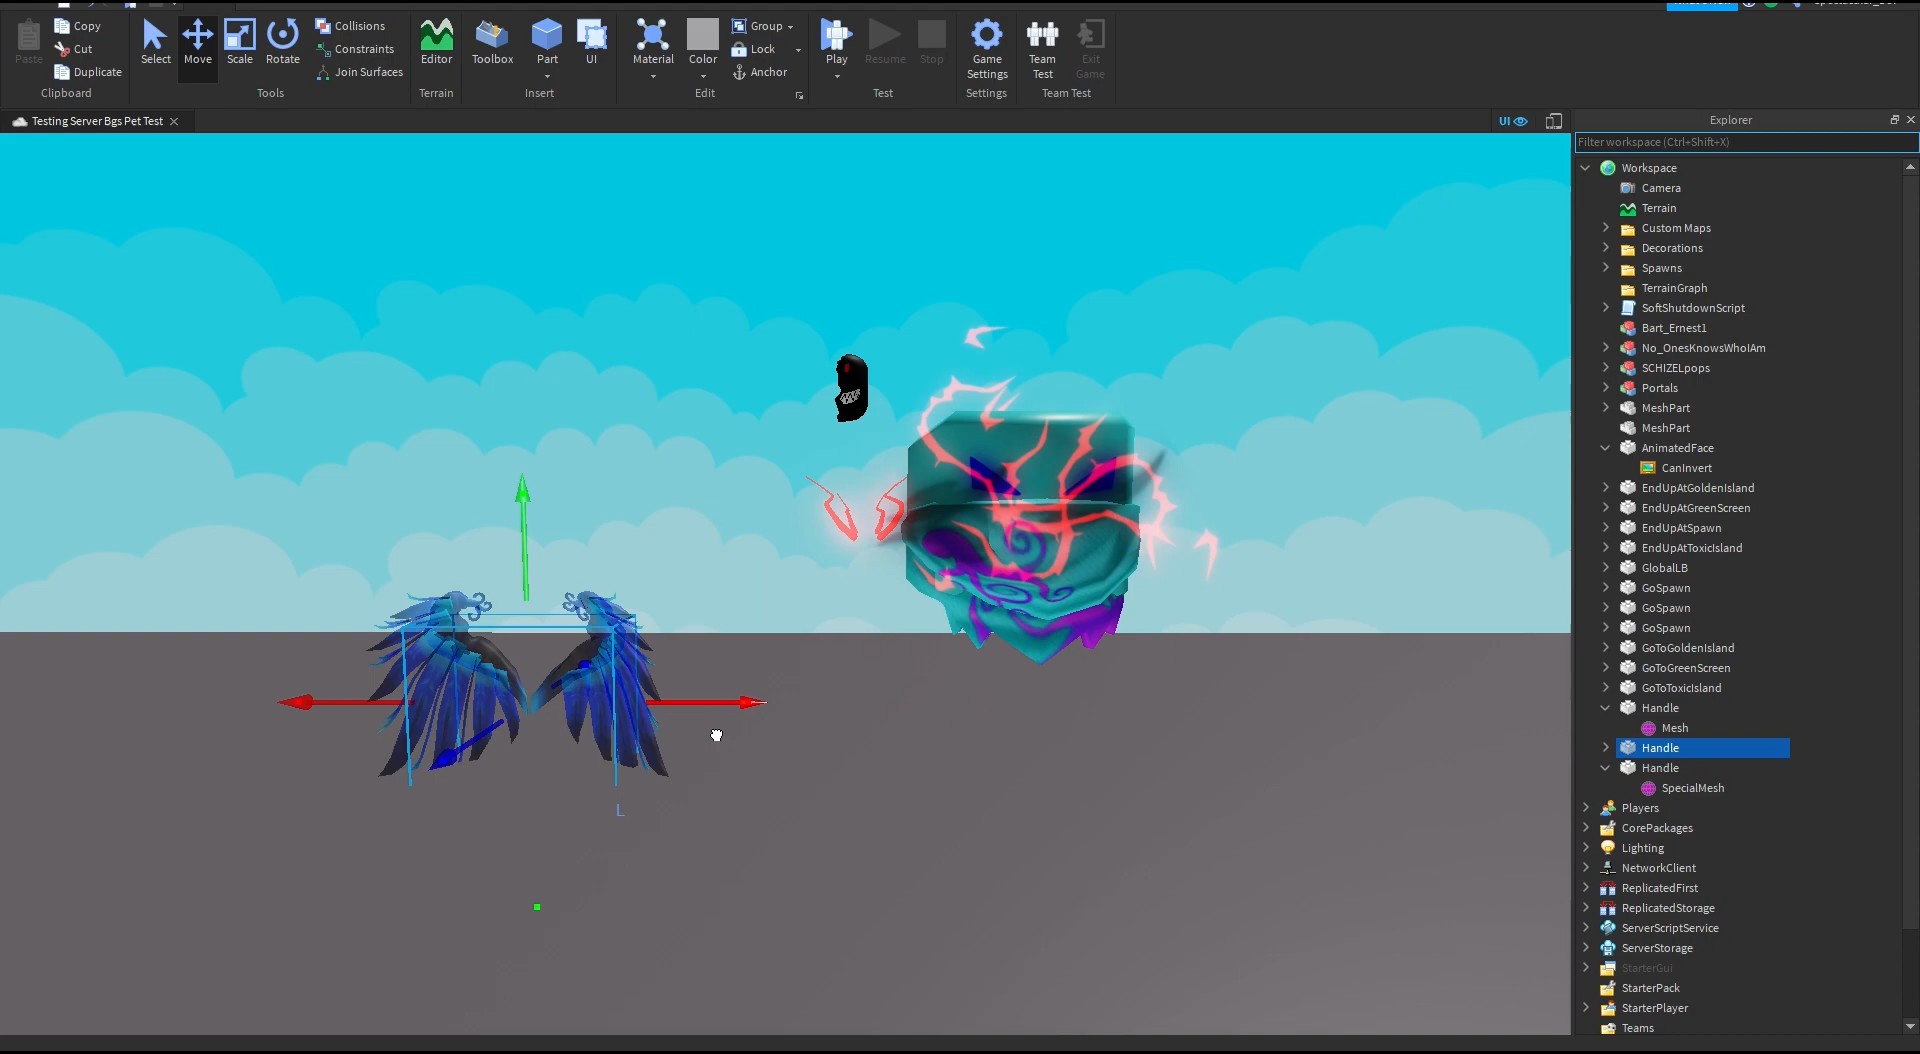 Paste
Copy
Cut
Duplicate
Clipboard
Select
Move
Scale
Rotate
Collisions
Constraints
Join Surfaces
Tools
Editor
Terrain
Toolbox
Part
UI
Insert
Material
Color
Group
Lock
Anchor
Edit
Play
Resume
Stop
Test
Game
Settings
Settings
Team
Test
Exit
Game
Team Test
Testing Server Bgs Pet Test
UI
Explorer
Filter workspace (Ctrl+Shift+X)
Workspace
Camera
Terrain
Custom Maps
Decorations
Spawns
TerrainGraph
SoftShutdownScript
Bart_Ernest1
No_OnesKnowsWhoIAm
SCHIZELpops
Portals
MeshPart
MeshPart
AnimatedFace
CanInvert
EndUpAtGoldenIsland
EndUpAtGreenScreen
EndUpAtSpawn
EndUpAtToxicIsland
GlobalLB
GoSpawn
GoSpawn
GoSpawn
GoToGoldenIsland
GoToGreenScreen
GoToToxicIsland
Handle
Mesh
Handle
Handle
SpecialMesh
Players
CorePackages
Lighting
NetworkClient
ReplicatedFirst
ReplicatedStorage
ServerScriptService
ServerStorage
StarterGui
StarterPack
StarterPlayer
Teams
L